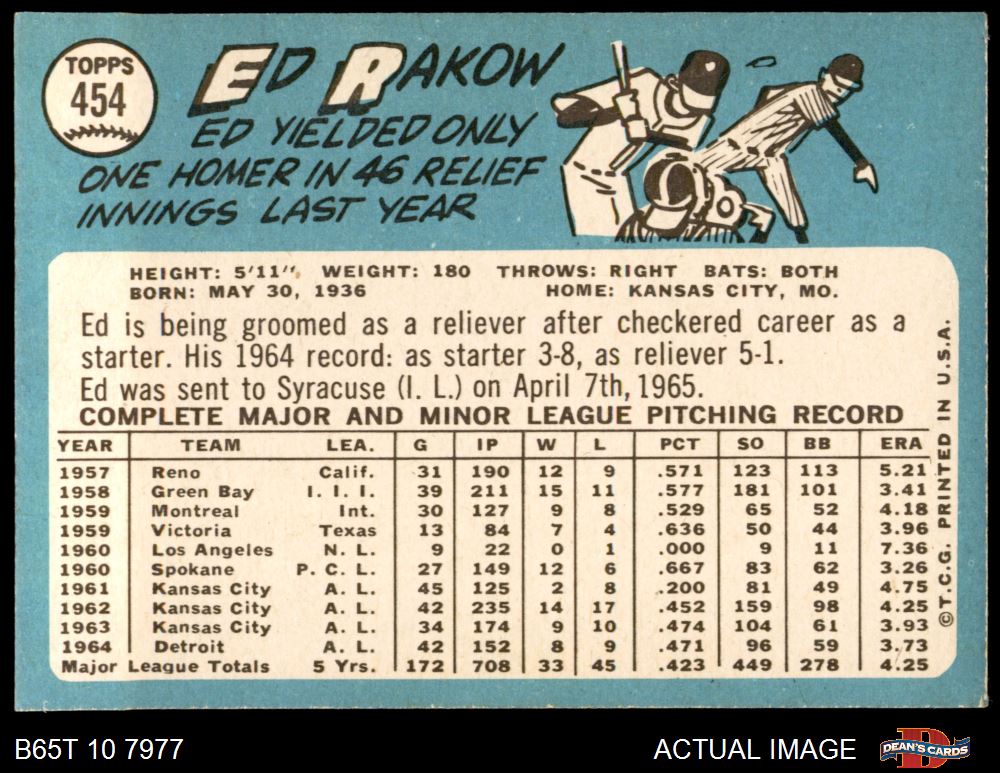 TOPPS
454
ED RAKOW
ED YIELDED ONLY
ONE HOMER IN 46 RELIEF
INNINGS LAST YEAR
HEIGHT: 5'11" WEIGHT: 180 THROWS: RIGHT BATS: BOTH
BORN: MAY 30, 1936 HOME: KANSAS CITY, MO.
Ed is being groomed as a reliever after checkered career as a
starter. His 1964 record: as starter 3-8, as reliever 5-1.
Ed was sent to Syracuse (I. L.) on April 7th, 1965.
COMPLETE MAJOR AND MINOR LEAGUE PITCHING RECORD
YEAR TEAM LEA. G IP W L PCT SO BB ERA
1957 Reno Calif. 31 190 12 9 .571 123 113 5.21
1958 Green Bay I. I. I. 39 211 15 11 .577 181 101 3.41
1959 Montreal Int. 30 127 9 8 .529 65 52 4.18
1959 Victoria Texas 13 84 7 4 .636 50 44 3.96
1960 Los Angeles N. L. 9 22 0 1 .000 9 11 7.36
1960 Spokane P. C. L. 27 149 12 6 .667 83 62 3.26
1961 Kansas City A. L. 45 125 2 8 .200 81 49 4.75
1962 Kansas City A. L. 42 235 14 17 .452 159 98 4.25
1963 Kansas City A. L. 34 174 9 10 .474 104 61 3.93
1964 Detroit A. L. 42 152 8 9 .471 96 59 3.73
Major League Totals 5 Yrs. 172 708 33 45 .423 449 278 4.25
©T.C.G. PRINTED IN U.S.A.
B65T 10 7977
ACTUAL IMAGE
DEAN'S CARDS